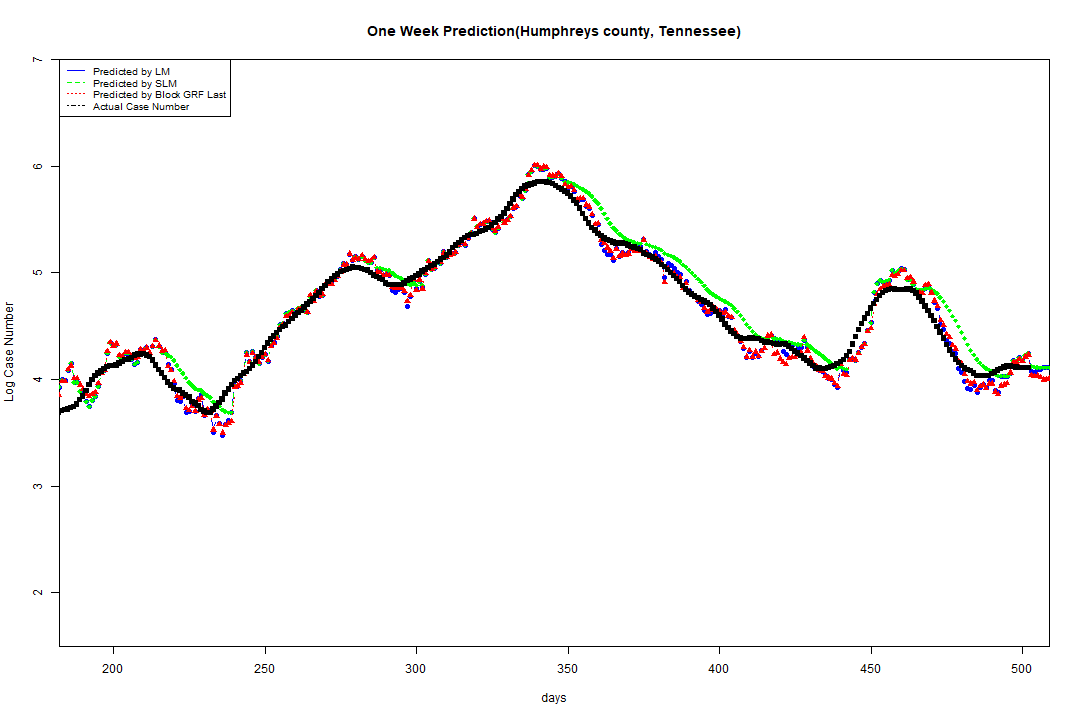 One Week Prediction(Humphreys county, Tennessee)
Predicted by LM
Predicted by SLM
Predicted by Block GRF Last
Actual Case Number
7
6
5
4
3
2
Log Case Number
200 250 300 350 400 450 500
days